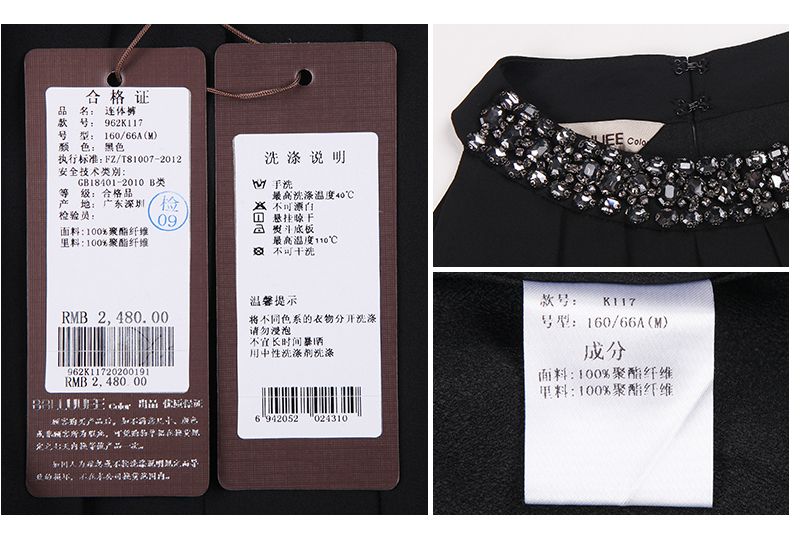 合格证
品 名: 连体裤
款 号: 962K117
号 型: 160/66A(M)
颜 色: 黑色
执行标准: FZ/T81007-2012
安全技术类别:
GB18401-2010 B类
等 级: 合格品
产 地: 广东深圳
检验员:
检
09
面料:100%聚酯纤维
里料:100%聚酯纤维
RMB 2,480.00
962K11720200191
RMB 2,480.00
Color
洗涤说明
手洗
最高洗涤温度40℃
不可漂白
悬挂晾干
熨斗底板
最高温度110℃
不可干洗
温馨提示
将不同色系的衣物分开洗涤
请勿浸泡
不宜长时间暴晒
用中性洗涤剂洗涤
6 942052 024310
UEE Color
款号: K117
号型: 160/66A(M)
成分
面料:100%聚酯纤维
里料:100%聚酯纤维